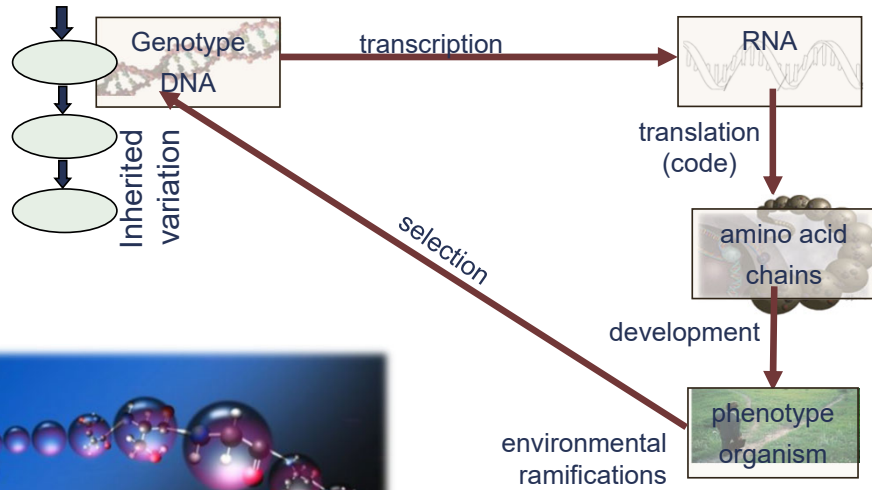 Genotype
DNA
transcription
RNA
translation
(code)
Inherited
variation
selection
amino acid
chains
development
phenotype
organism
environmental
ramifications